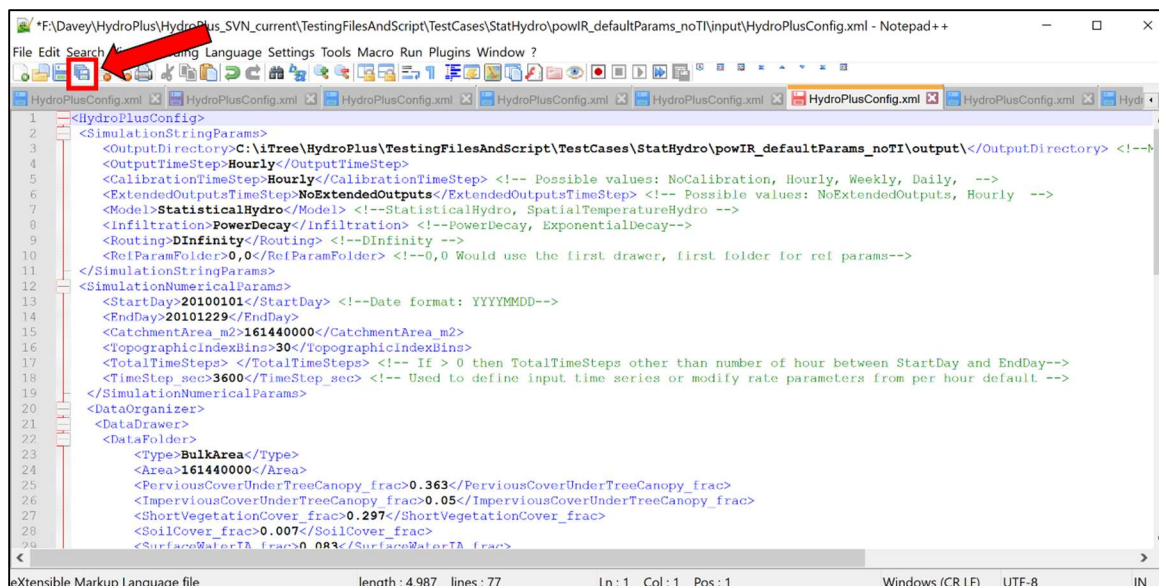 *F:\Davey\HydroPlus\HydroPlus_SVN_current\TestingFilesAndScript\TestCases\StatHydro\powIR_defaultParams_noTI\input\HydroPlusConfig.xml - Notepad++
File Edit Search Language Settings Tools Macro Run Plugins Window ?
HydroPlusConfig.xml HydroPlusConfig.xml HydroPlusConfig.xml HydroPlusConfig.xml HydroPlusConfig.xml HydroPlusConfig.xml HydroPlusConfig.xml
1 <HydroPlusConfig>
2 <SimulationStringParams>
3 <OutputDirectory>C:\iTree\HydroPlus\TestingFilesAndScript\TestCases\StatHydro\powIR_defaultParams_noTI\output\</OutputDirectory> <!--
4 <OutputTimeStep>Hourly</OutputTimeStep>
5 <CalibrationTimeStep>Hourly</CalibrationTimeStep> <!-- Possible values: NoCalibration, Hourly, Weekly, Daily, -->
6 <ExtendedOutputsTimeStep>NoExtendedOutputs</ExtendedOutputsTimeStep> <!-- Possible values: NoExtendedOutputs, Hourly -->
7 <Model>StatisticalHydro</Model> <!--StatisticalHydro, SpatialTemperatureHydro -->
8 <Infiltration>PowerDecay</Infiltration> <!--PowerDecay, ExponentialDecay-->
9 <Routing>DInfinity</Routing> <!--DInfinity -->
10 <RefParamFolder>0,0</RefParamFolder> <!--0,0 Would use the first drawer, first folder for ref params-->
11 </SimulationStringParams>
12 <SimulationNumericalParams>
13 <StartDay>20100101</StartDay> <!--Date format: YYYYMMDD-->
14 <EndDay>20101229</EndDay>
15 <CatchmentArea_m2>161440000</CatchmentArea_m2>
16 <TopographicIndexBins>30</TopographicIndexBins>
17 <TotalTimeSteps> </TotalTimeSteps> <!-- If > 0 then TotalTimeSteps other than number of hour between StartDay and EndDay-->
18 <TimeStep_sec>3600</TimeStep_sec> <!-- Used to define input time series or modify rate parameters from per hour default -->
19 </SimulationNumericalParams>
20 <DataOrganizer>
21 <DataDrawer>
22 <DataFolder>
23 <Type>BulkArea</Type>
24 <Area>161440000</Area>
25 <PerviousCoverUnderTreeCanopy_frac>0.363</PerviousCoverUnderTreeCanopy_frac>
26 <ImperviousCoverUnderTreeCanopy_frac>0.05</ImperviousCoverUnderTreeCanopy_frac>
27 <ShortVegetationCover_frac>0.297</ShortVegetationCover_frac>
28 <SoilCover_frac>0.007</SoilCover_frac>
29 <SurfaceWaterIA_frac>0.083</SurfaceWaterIA_frac>
eXtensible Markup Language file length : 4,987 lines : 77 Ln : 1 Col : 1 Pos : 1 Windows (CR LF) UTF-8 IN